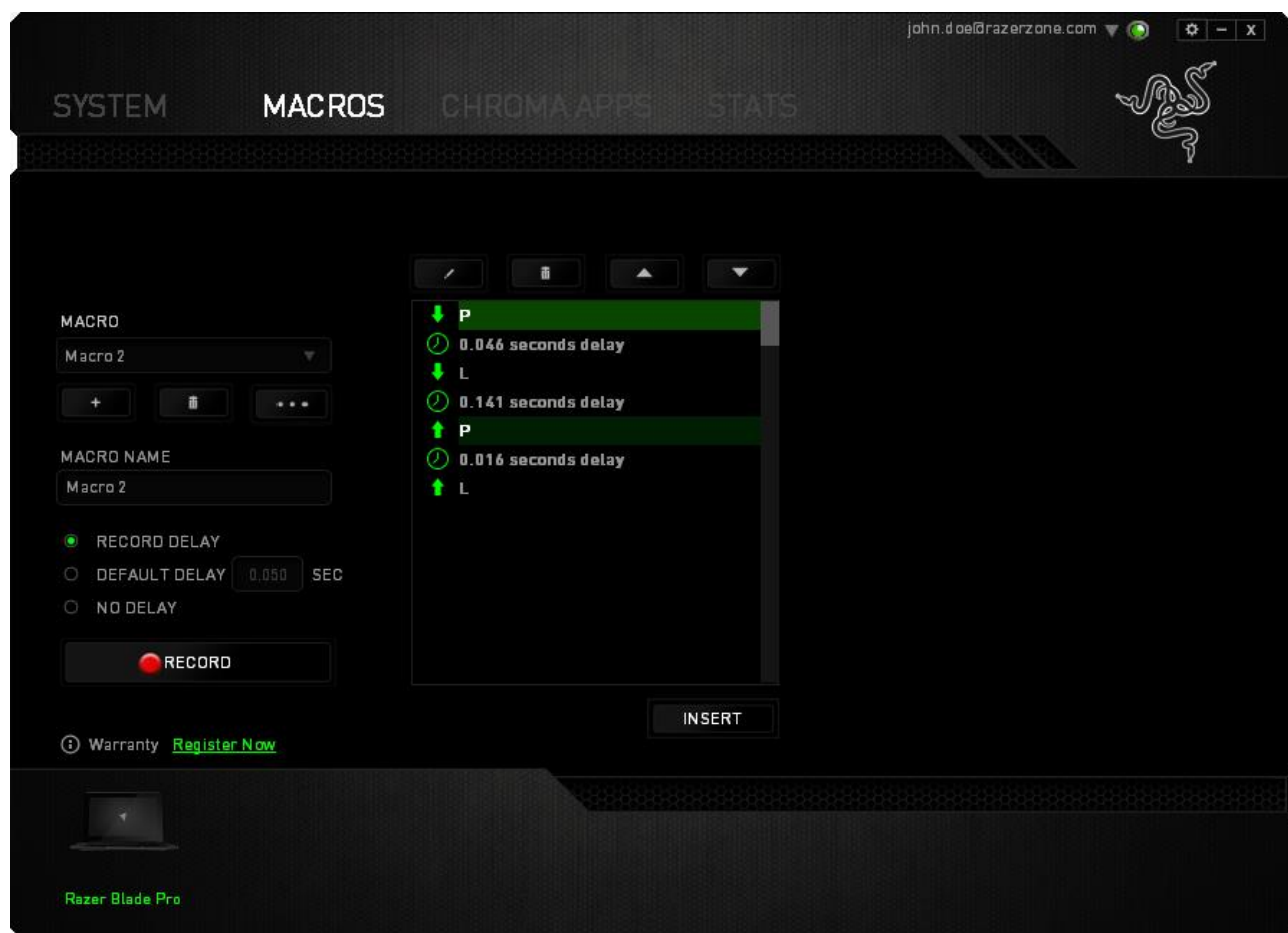 john.doe@razerzone.com
SYSTEM MACROS CHROMA APPS STATS
MACRO
Macro 2
MACRO NAME
Macro 2
RECORD DELAY
DEFAULT DELAY 0.050 SEC
NO DELAY
RECORD
Warranty Register Now
P
0.046 seconds delay
L
0.141 seconds delay
P
0.016 seconds delay
L
INSERT
Razer Blade Pro